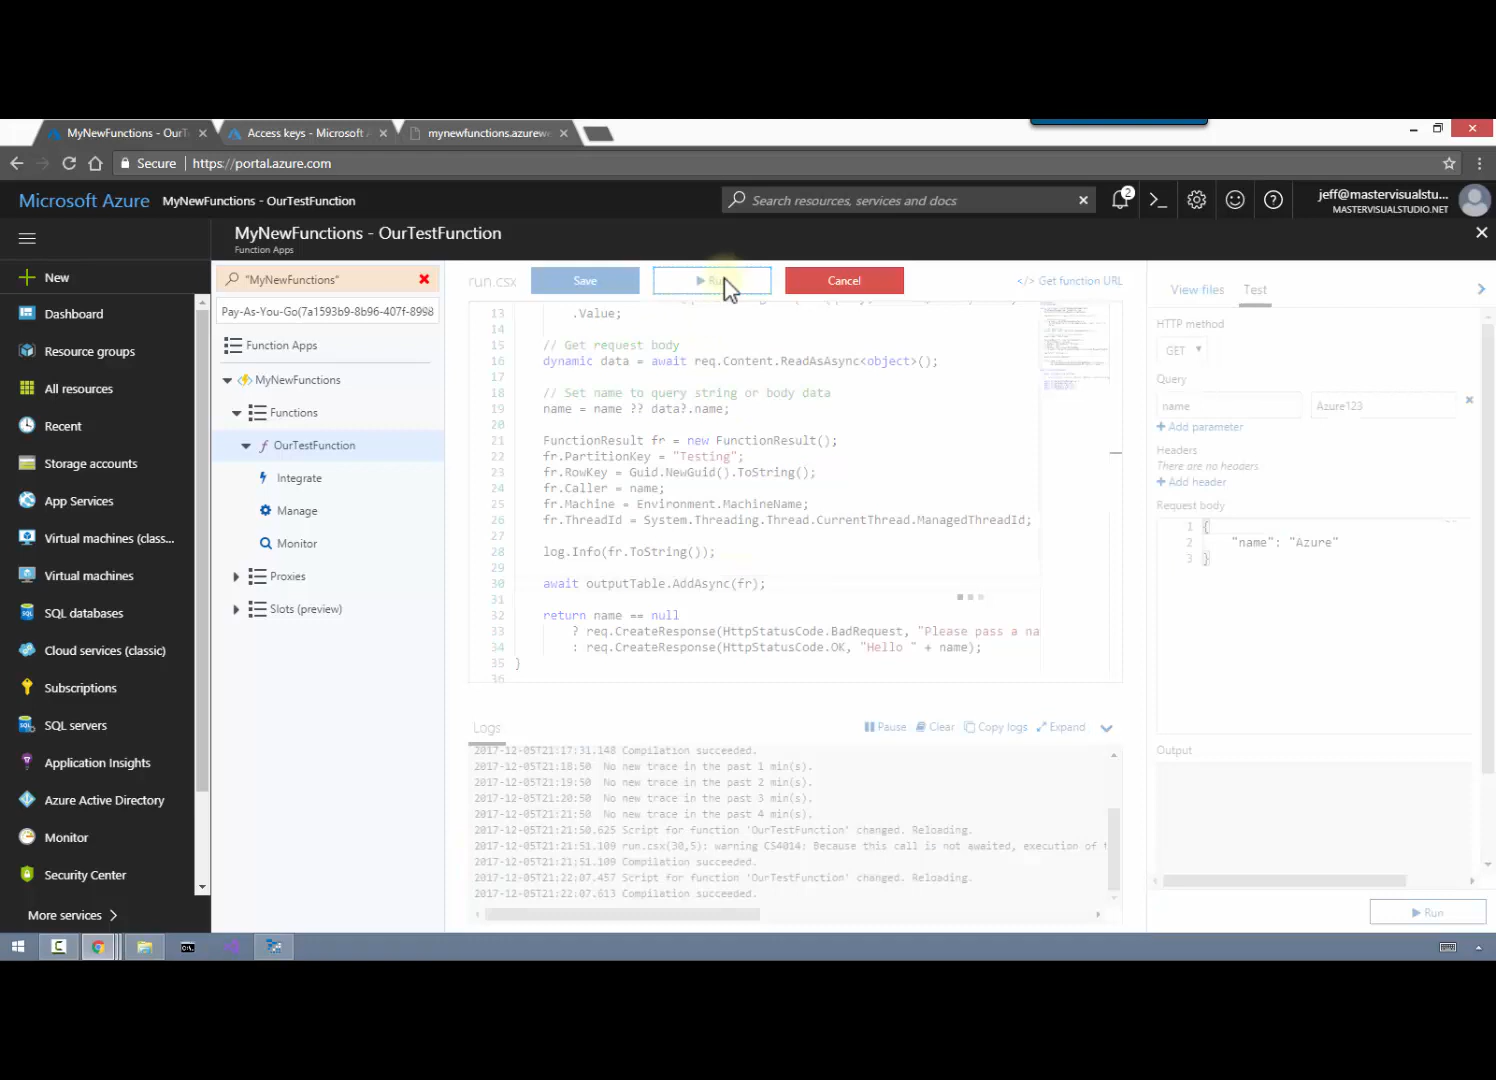 MyNewFunctions - OurT
Access keys - Microsoft
mynewfunctions.azurewe
Secure
https://portal.azure.com
Microsoft Azure
MyNewFunctions - OurTestFunction
Search resources, services and docs
2
jeff@mastervisualstu...
MASTERVISUALSTUDIO.NET
MyNewFunctions - OurTestFunction
Function Apps
New
Dashboard
Resource groups
All resources
Recent
Storage accounts
App Services
Virtual machines (class...
Virtual machines
SQL databases
Cloud services (classic)
Subscriptions
SQL servers
Application Insights
Azure Active Directory
Monitor
Security Center
More services
"MyNewFunctions"
Pay-As-You-Go(7a1593b9-8b96-407f-8998
Function Apps
MyNewFunctions
Functions
OurTestFunction
Integrate
Manage
Monitor
Proxies
Slots (preview)
run.csx
Save
Run
Cancel
</> Get function URL
13 .Value;
14
15 // Get request body
16 dynamic data = await req.Content.ReadAsAsync<object>();
17
18 // Set name to query string or body data
19 name = name ?? data?.name;
20
21 FunctionResult fr = new FunctionResult();
22 fr.PartitionKey = "Testing";
23 fr.RowKey = Guid.NewGuid().ToString();
24 fr.Caller = name;
25 fr.Machine = Environment.MachineName;
26 fr.ThreadId = System.Threading.Thread.CurrentThread.ManagedThreadId;
27
28 log.Info(fr.ToString());
29
30 await outputTable.AddAsync(fr);
31
32 return name == null
33 ? req.CreateResponse(HttpStatusCode.BadRequest, "Please pass a na
34 : req.CreateResponse(HttpStatusCode.OK, "Hello " + name);
35 }
36
Logs
Pause
Clear
Copy logs
Expand
2017-12-05T21:17:31.148 Compilation succeeded.
2017-12-05T21:18:50 No new trace in the past 1 min(s).
2017-12-05T21:19:50 No new trace in the past 2 min(s).
2017-12-05T21:20:50 No new trace in the past 3 min(s).
2017-12-05T21:21:50 No new trace in the past 4 min(s).
2017-12-05T21:21:50.625 Script for function 'OurTestFunction' changed. Reloading.
2017-12-05T21:21:51.109 run.csx(30,5): warning CS4014: Because this call is not awaited, execution of t
2017-12-05T21:21:51.109 Compilation succeeded.
2017-12-05T21:22:07.457 Script for function 'OurTestFunction' changed. Reloading.
2017-12-05T21:22:07.613 Compilation succeeded.
View files
Test
HTTP method
GET
Query
name
Azure123
Add parameter
Headers
There are no headers
Add header
Request body
1 {
2 "name": "Azure"
3 }
Output
Run